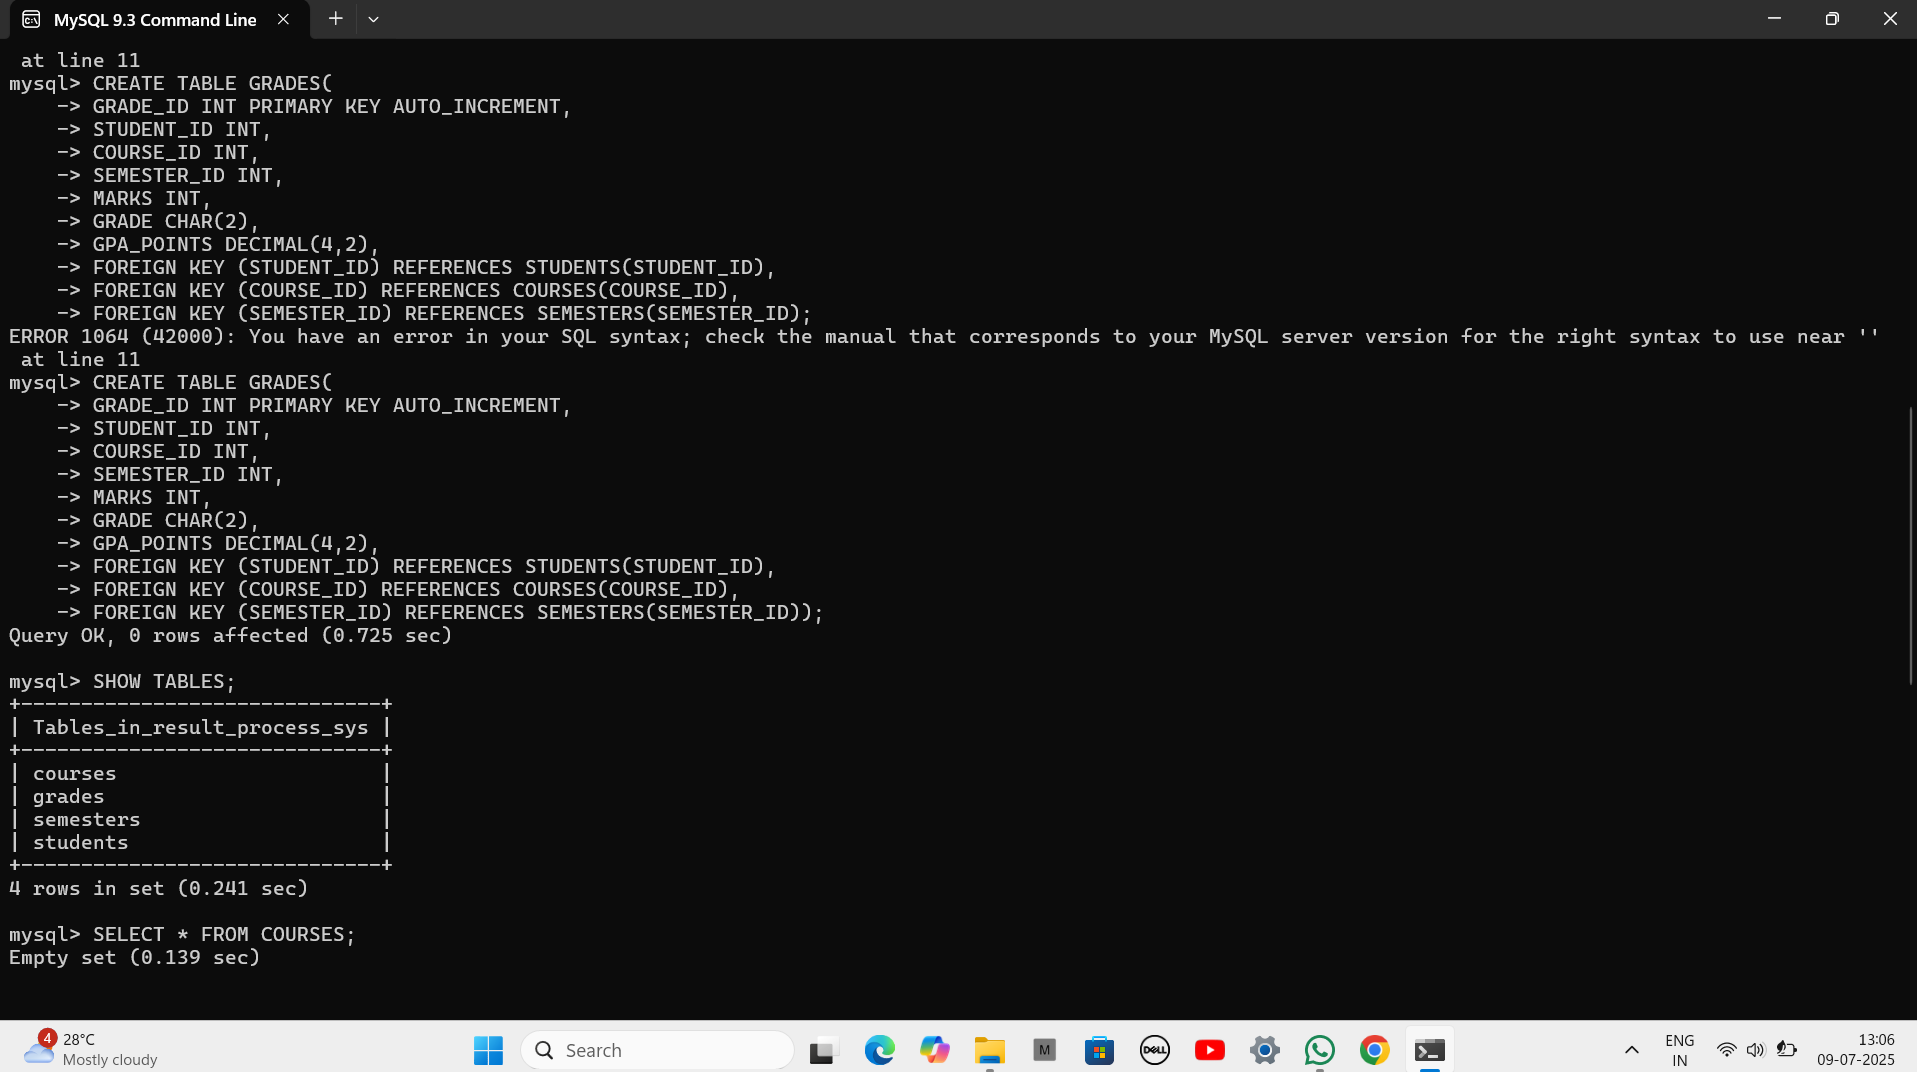 MySQL 9.3 Command Line
at line 11
mysql> CREATE TABLE GRADES(
    -> GRADE_ID INT PRIMARY KEY AUTO_INCREMENT,
    -> STUDENT_ID INT,
    -> COURSE_ID INT,
    -> SEMESTER_ID INT,
    -> MARKS INT,
    -> GRADE CHAR(2),
    -> GPA_POINTS DECIMAL(4,2),
    -> FOREIGN KEY (STUDENT_ID) REFERENCES STUDENTS(STUDENT_ID),
    -> FOREIGN KEY (COURSE_ID) REFERENCES COURSES(COURSE_ID),
    -> FOREIGN KEY (SEMESTER_ID) REFERENCES SEMESTERS(SEMESTER_ID);
ERROR 1064 (42000): You have an error in your SQL syntax; check the manual that corresponds to your MySQL server version for the right syntax to use near ''
 at line 11
mysql> CREATE TABLE GRADES(
    -> GRADE_ID INT PRIMARY KEY AUTO_INCREMENT,
    -> STUDENT_ID INT,
    -> COURSE_ID INT,
    -> SEMESTER_ID INT,
    -> MARKS INT,
    -> GRADE CHAR(2),
    -> GPA_POINTS DECIMAL(4,2),
    -> FOREIGN KEY (STUDENT_ID) REFERENCES STUDENTS(STUDENT_ID),
    -> FOREIGN KEY (COURSE_ID) REFERENCES COURSES(COURSE_ID),
    -> FOREIGN KEY (SEMESTER_ID) REFERENCES SEMESTERS(SEMESTER_ID));
Query OK, 0 rows affected (0.725 sec)
mysql> SHOW TABLES;
+------------------------------+
| Tables_in_result_process_sys |
+------------------------------+
| courses                      |
| grades                       |
| semesters                    |
| students                     |
+------------------------------+
4 rows in set (0.241 sec)
mysql> SELECT * FROM COURSES;
Empty set (0.139 sec)
4
28°C
Mostly cloudy
Search
M
DELL
ENG
IN
13:06
09-07-2025